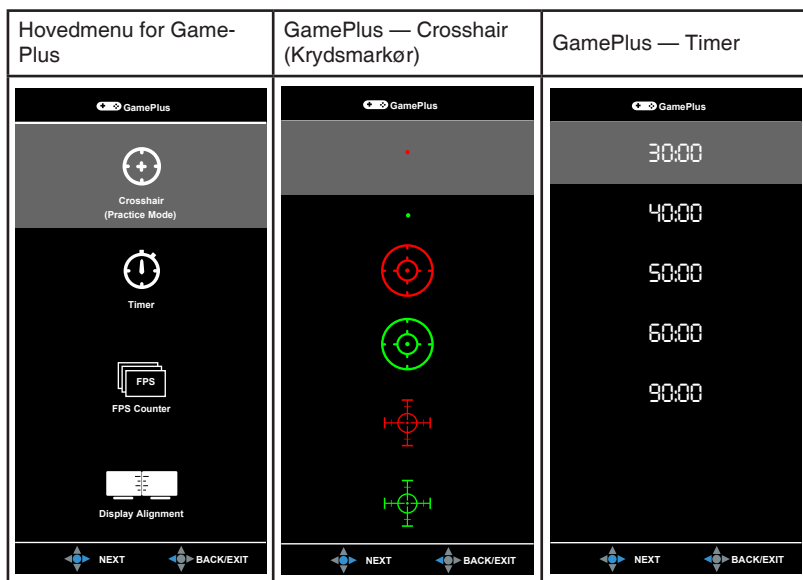 Hovedmenu for Game-
Plus
GamePlus — Crosshair
(Krydsmarkør)
GamePlus — Timer
GamePlus
Crosshair
(Practice Mode)
Timer
FPS
FPS Counter
Display Alignment
NEXT BACK/EXIT
GamePlus
NEXT BACK/EXIT
GamePlus
30:00
40:00
50:00
60:00
90:00
NEXT BACK/EXIT